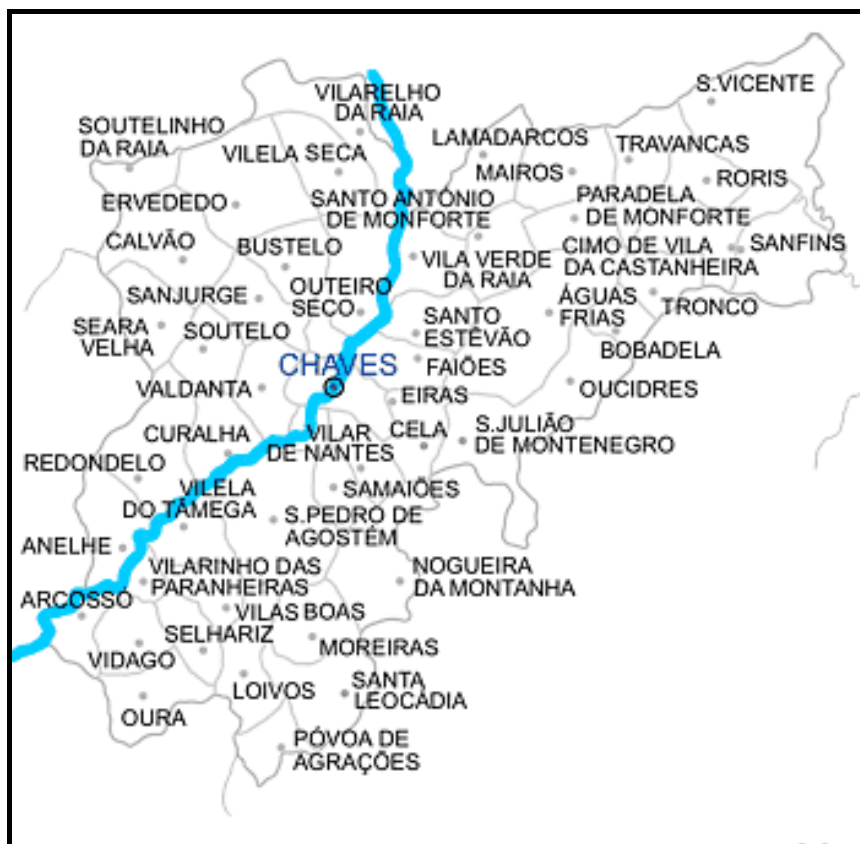 S.VICENTE
VILARELHO
DA RAIA
SOUTELINHO
DA RAIA
VILELA SECA
LAMADARCOS
TRAVANCAS
MAIROS
RORIS
ERVEDEDO
SANTO ANTÓNIO
DE MONFORTE
PARADELA
DE MONFORTE
CALVÃO
BUSTELO
VILA VERDE
DA RAIA
CIMO DE VILA
DA CASTANHEIRA
SANFINS
SANJURGE
OUTEIRO
SECO
ÁGUAS
FRIAS
TRONCO
SEARA
VELHA
SOUTELO
SANTO
ESTÊVÃO
BOBADELA
CHAVES
FAIÕES
VALDANTA
EIRAS
OUCIDRES
CURALHA
VILAR
DE NANTES
CELA
S.JULIÃO
DE MONTENEGRO
REDONDELO
VILELA
DO TÂMEGA
SAMAIÕES
S.PEDRO DE
AGOSTÉM
ANELHE
VILARINHO DAS
PARANHEIRAS
NOGUEIRA
DA MONTANHA
ARCOSSÓ
VILAS BOAS
SELHARIZ
MOREIRAS
VIDAGO
LOIVOS
SANTA
LEOCÁDIA
OURA
PÓVOA DE
AGRAÇÕES